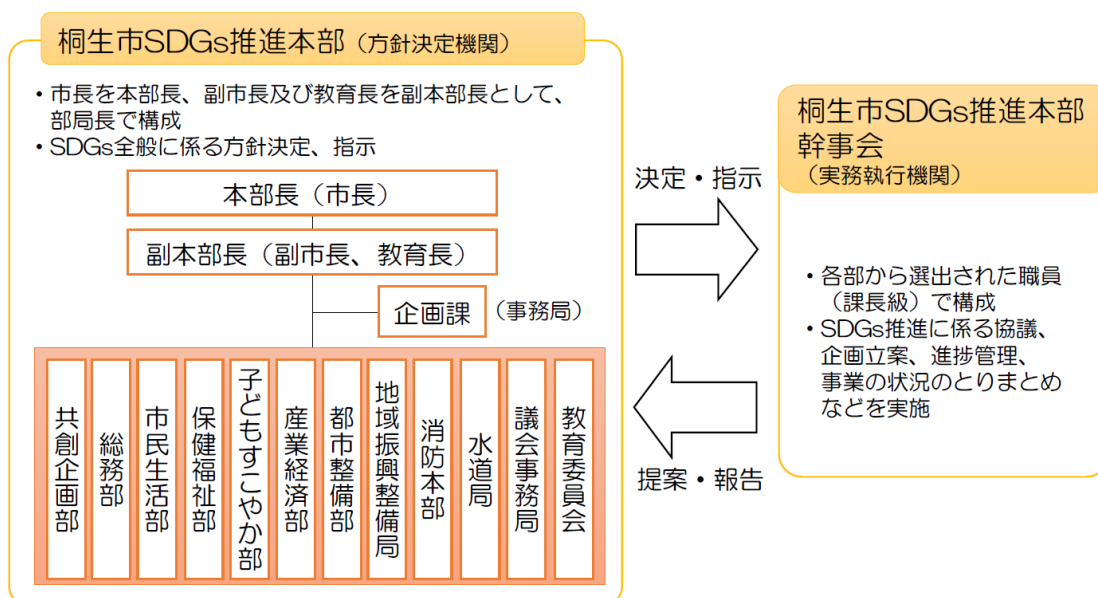 桐生市SDGs推進本部（方針決定機関）
・市長を本部長、副市長及び教育長を副本部長として、
部局長で構成
・SDGs全般に係る方針決定、指示
本部長（市長）
副本部長（副市長、教育長）
企画課（事務局）
共創企画部
総務部
市民生活部
保健福祉部
子どもすこやか部
産業経済部
都市整備部
地域振興整備局
消防本部
水道局
議会事務局
教育委員会
決定・指示
提案・報告
桐生市SDGs推進本部
幹事会
（実務執行機関）
・各部から選出された職員
（課長級）で構成
・SDGs推進に係る協議、
企画立案、進捗管理、
事業の状況のとりまとめ
などを実施